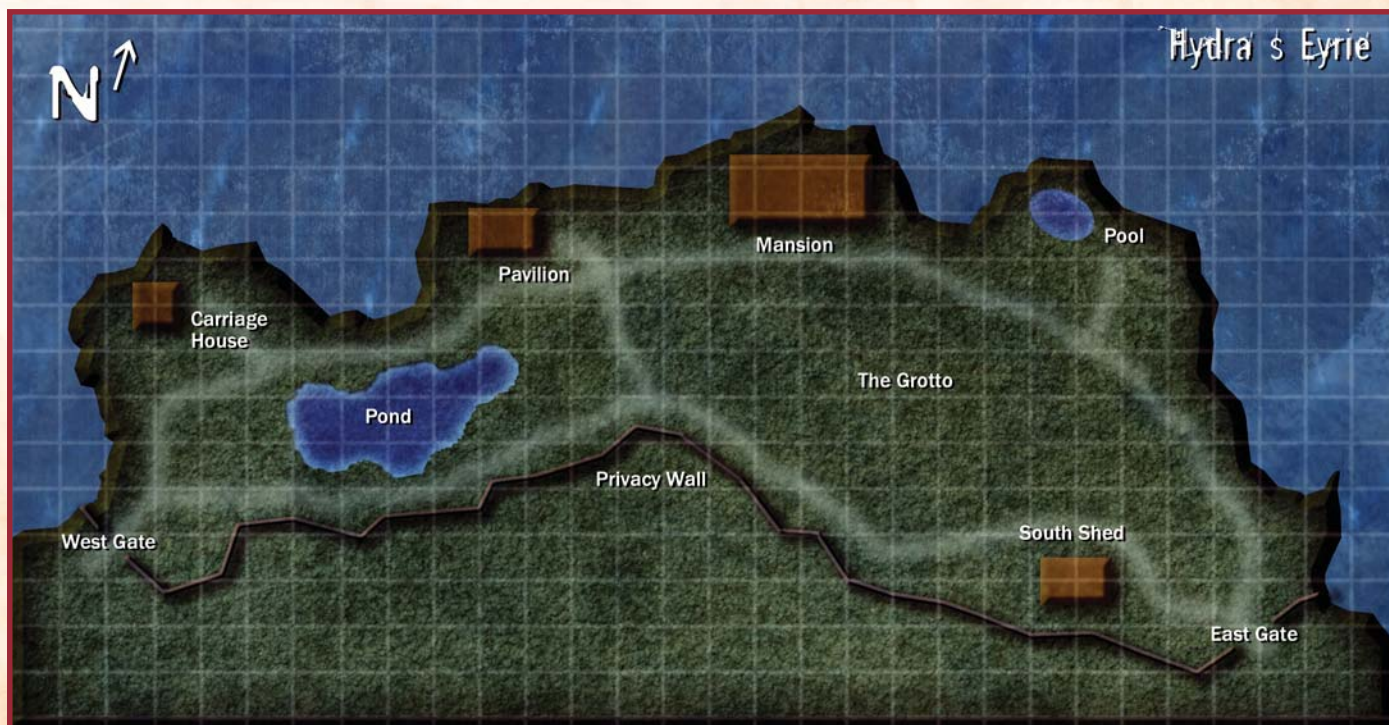 N
Hydra s Eyrie
Mansion
Pool
Pavilion
Carriage
House
The Grotto
Pond
Privacy Wall
South Shed
West Gate
East Gate